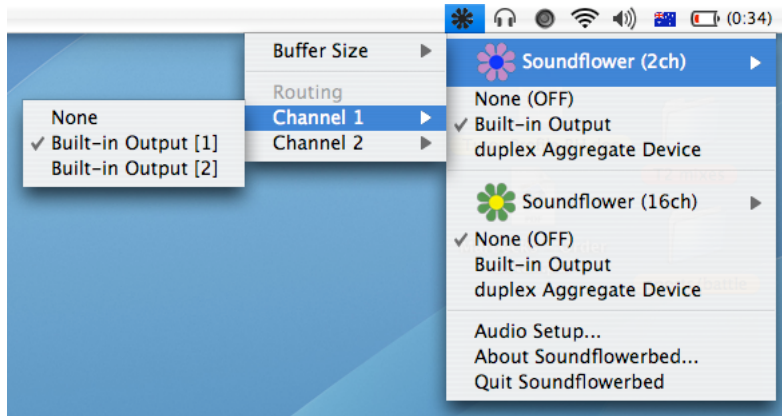 (0:34)
Soundflower (2ch)
None (OFF)
Built-in Output
duplex Aggregate Device
Soundflower (16ch)
None (OFF)
Built-in Output
duplex Aggregate Device
Audio Setup...
About Soundflowerbed...
Quit Soundflowerbed
Buffer Size
Routing
Channel 1
Channel 2
None
Built-in Output [1]
Built-in Output [2]